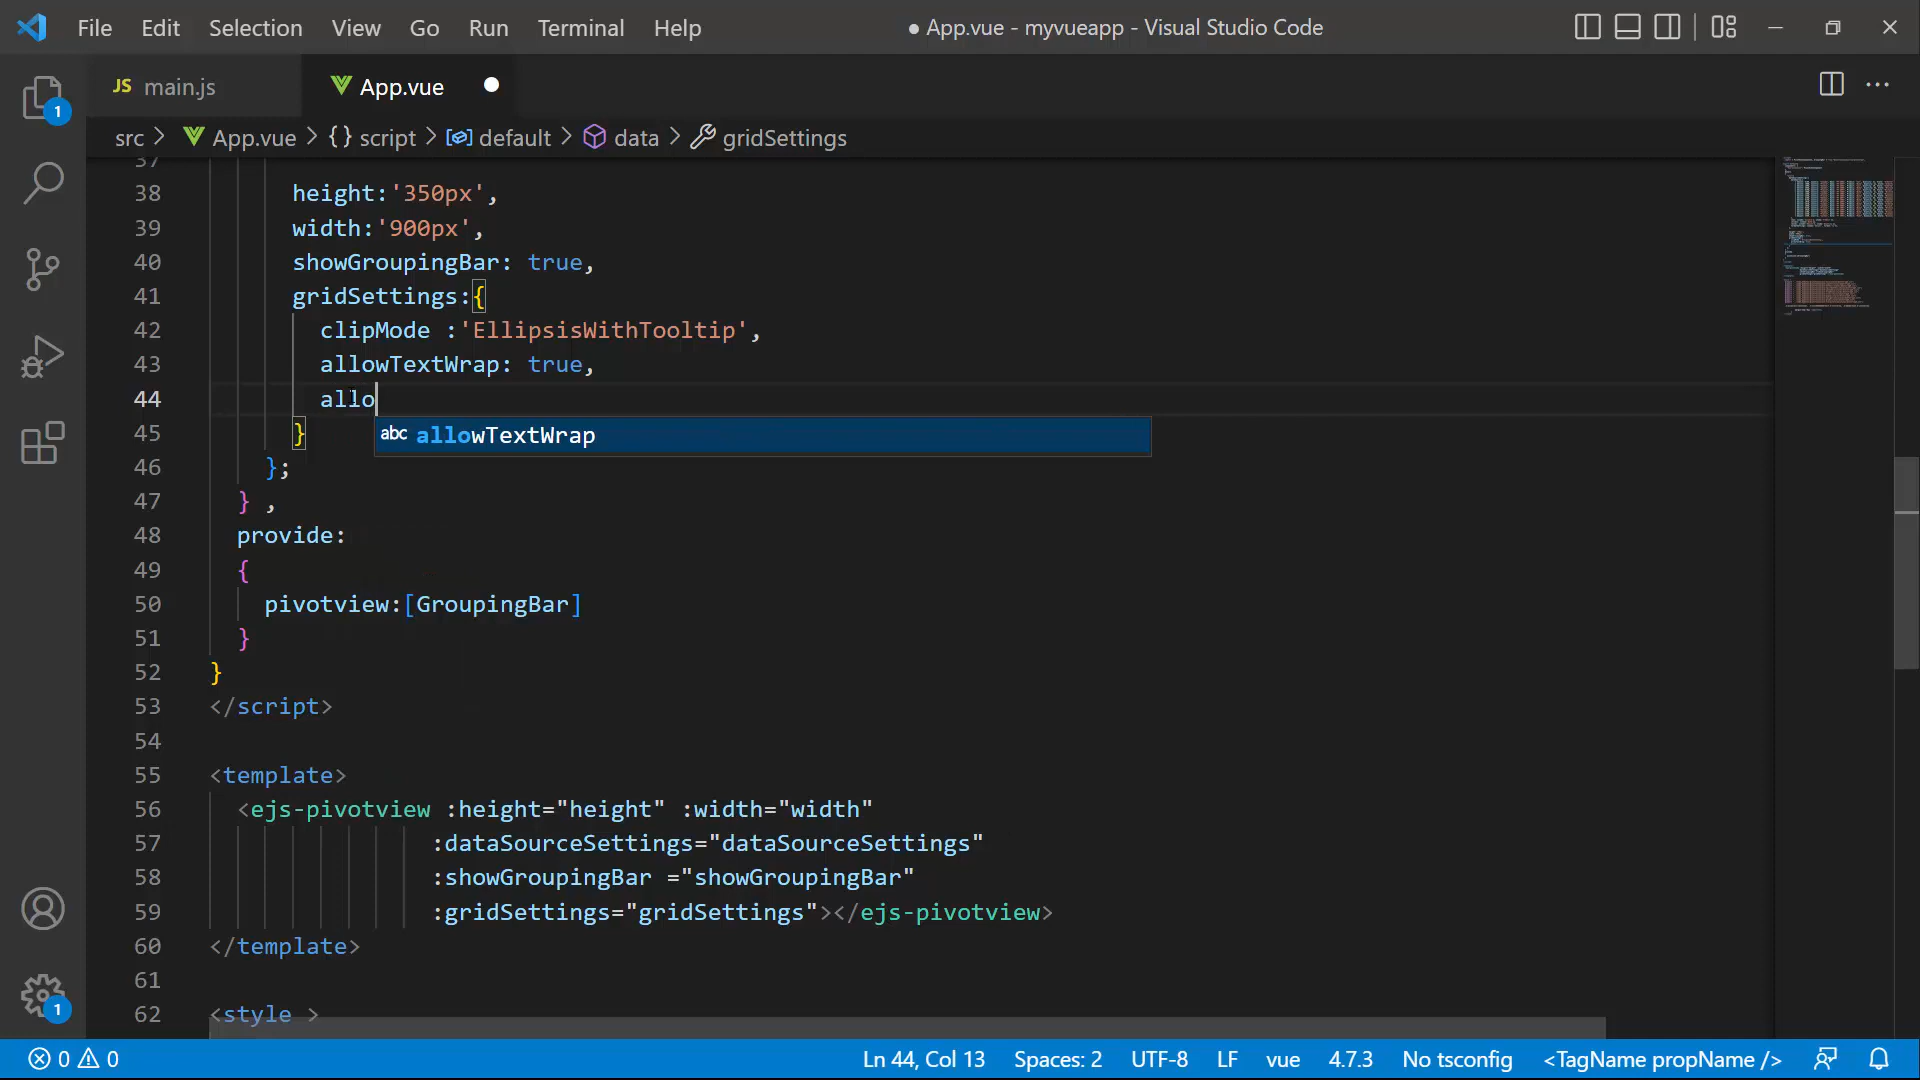 File Edit Selection View Go Run Terminal Help
● App.vue - myvueapp - Visual Studio Code
JS main.js
App.vue ●
src > App.vue > {} script > default > data > gridSettings
37
38 height:'350px',
39 width:'900px',
40 showGroupingBar: true,
41 gridSettings:{
42 clipMode :'EllipsisWithTooltip',
43 allowTextWrap: true,
44 allo
abc allowTextWrap
45 }
46 };
47 } ,
48 provide:
49 {
50 pivotview:[GroupingBar]
51 }
52 }
53 </script>
54
55 <template>
56 <ejs-pivotview :height="height" :width="width"
57 :dataSourceSettings="dataSourceSettings"
58 :showGroupingBar ="showGroupingBar"
59 :gridSettings="gridSettings"></ejs-pivotview>
60 </template>
61
62 <style >
1
1
0 0
Ln 44, Col 13
Spaces: 2
UTF-8
LF
vue
4.7.3
No tsconfig
<TagName propName />